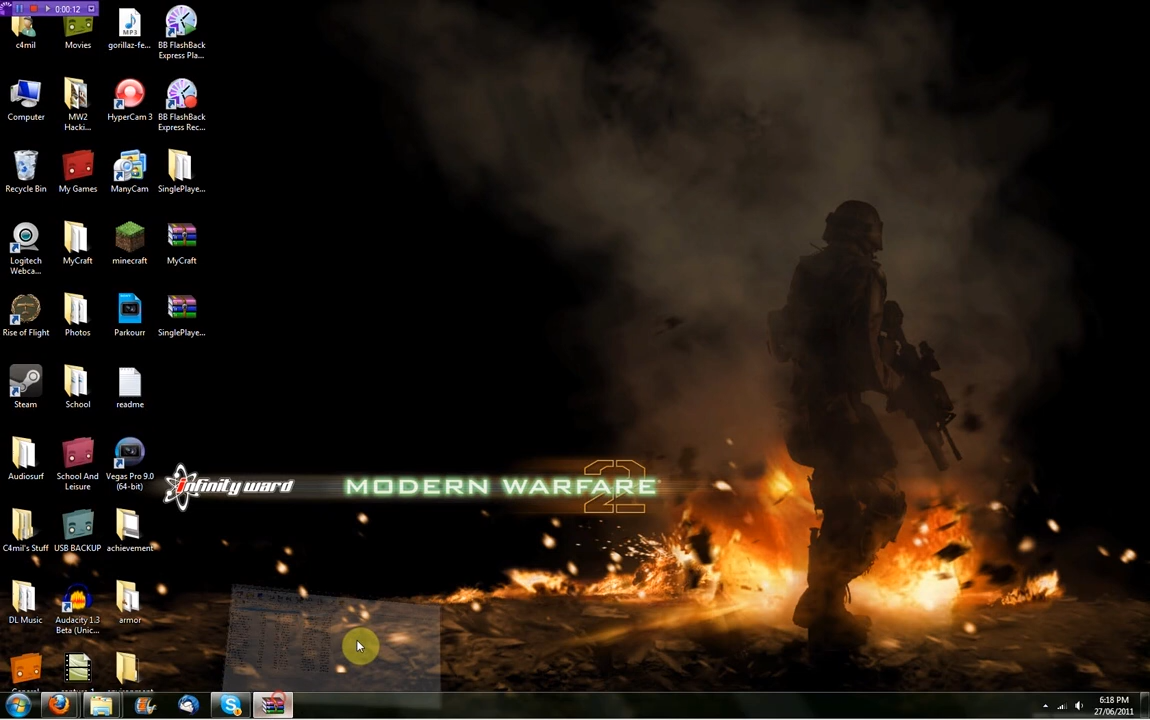 0:00:12
c4mil
Movies
gorillaz-fe...
BB FlashBack
Express Pla...
Computer
MW2
Hacki...
HyperCam 3
BB FlashBack
Express Rec...
Recycle Bin
My Games
ManyCam
SinglePlaye...
Logitech
Webca...
MyCraft
minecraft
MyCraft
Rise of Flight
Photos
Parkourr
SinglePlaye...
Steam
School
readme
Audiosurf
School And
Leisure
Vegas Pro 9.0
(64-bit)
infinity ward
MODERN WARFARE 2
C4mil's Stuff
USB BACKUP
achievement
DL Music
Audacity 1.3
Beta (Unic...
armor
6:18 PM
27/06/2011